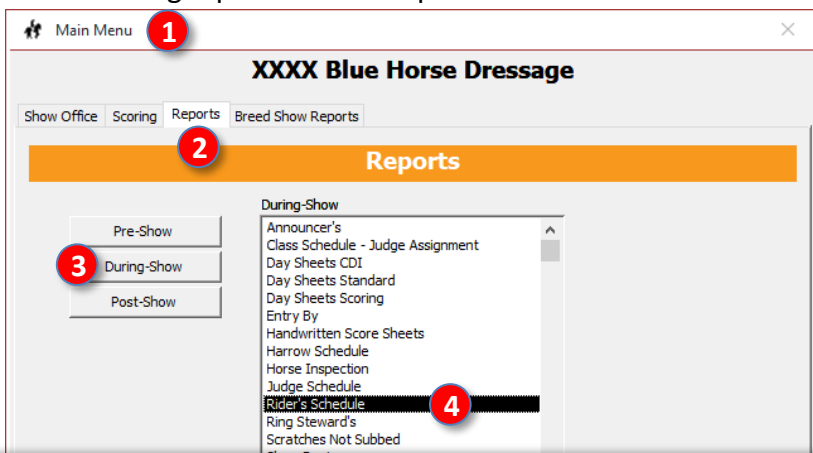 Main Menu 1
XXXX Blue Horse Dressage
Show Office Scoring Reports Breed Show Reports
2
Reports
During-Show
Pre-Show
3 During-Show
Post-Show
Announcer's
Class Schedule - Judge Assignment
Day Sheets CDI
Day Sheets Standard
Day Sheets Scoring
Entry By
Handwritten Score Sheets
Harrow Schedule
Horse Inspection
Judge Schedule
Rider's Schedule 4
Ring Steward's
Scratches Not Subbed